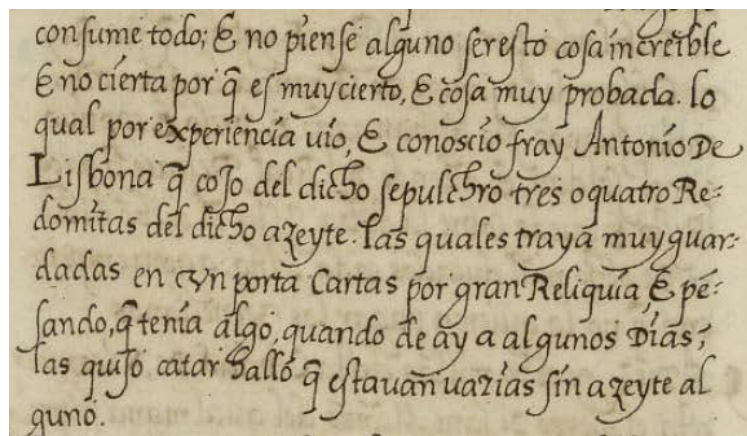 consume todo; & no piense alguno ser esto cosa increible
& no cierta por q̃ es muy cierto, & cosa muy probada. lo
qual por experiencia uio, & conoscio fray Antonio De
Lisbona q̃ cojo del dicho sepulchro tres o quatro Re:
domitas del dicho azeyte. las quales traya muy guar:
dadas en vn porta Cartas por gran Reliquia, & pẽ:
sando, q̃ tenia algo, quando de ay a algunos Dias,
las quiso catar hallo q̃ estauan uazias sin azeyte al
guno.